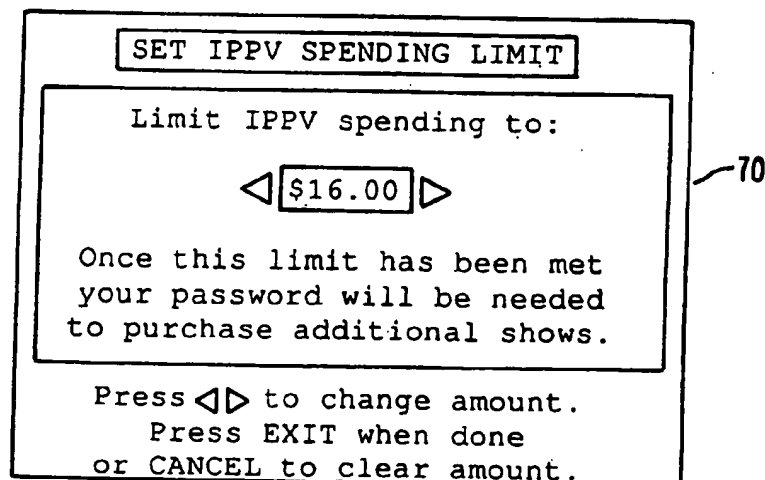 SET IPPV SPENDING LIMIT
Limit IPPV spending to:
$16.00
Once this limit has been met
your password will be needed
to purchase additional shows.
70
Press ◁▷ to change amount.
Press EXIT when done
or CANCEL to clear amount.